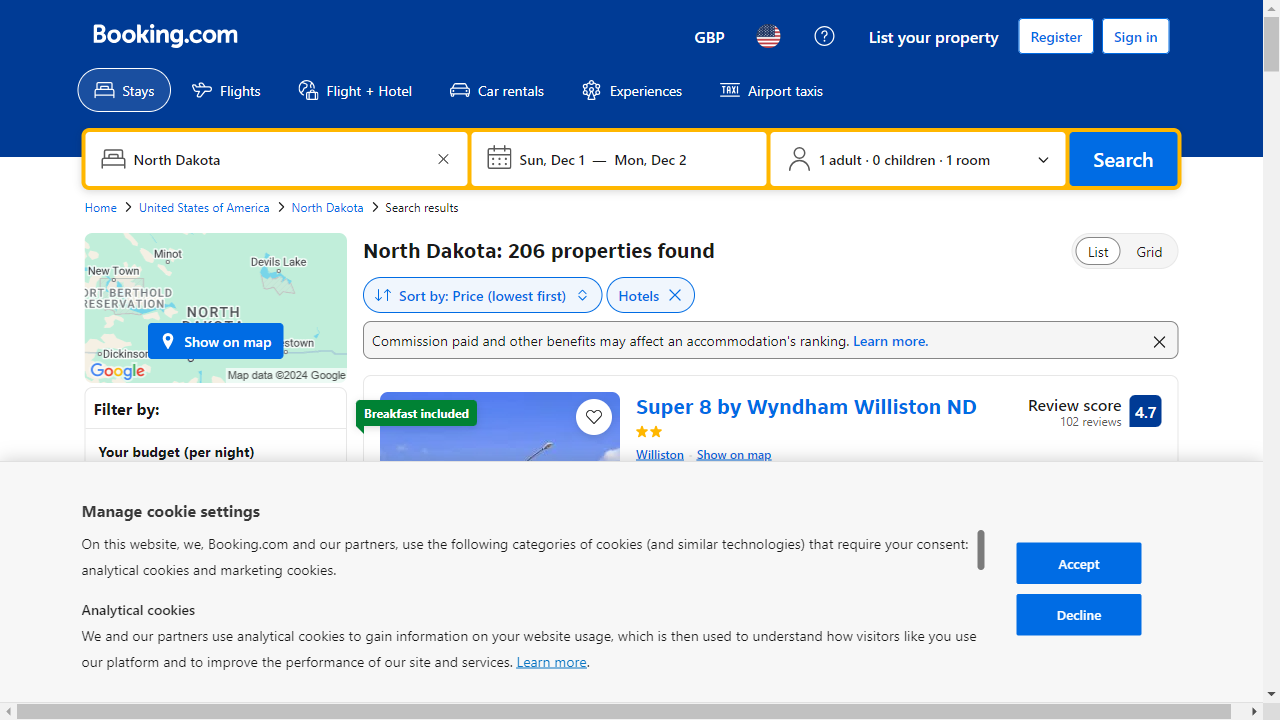 Booking.com
GBP
List your property
Register
Sign in
Stays
Flights
Flight + Hotel
Car rentals
Experiences
Airport taxis
North Dakota
Sun, Dec 1 — Mon, Dec 2
1 adult · 0 children · 1 room
Search
Home
United States of America
North Dakota
Search results
Minot
Devils Lake
New Town
ORT BERTHOLD
RESERVATION
NORTH
Dickinson
estown
Show on map
Google
Map data ©2024 Google
Filter by:
Your budget (per night)
North Dakota: 206 properties found
List
Grid
Sort by: Price (lowest first)
Hotels
Commission paid and other benefits may affect an accommodation's ranking. Learn more.
Breakfast included
Super 8 by Wyndham Williston ND
Williston
Show on map
Review score
102 reviews
4.7
Manage cookie settings
On this website, we, Booking.com and our partners, use the following categories of cookies (and similar technologies) that require your consent:
analytical cookies and marketing cookies.
Analytical cookies
We and our partners use analytical cookies to gain information on your website usage, which is then used to understand how visitors like you use
our platform and to improve the performance of our site and services. Learn more.
Accept
Decline